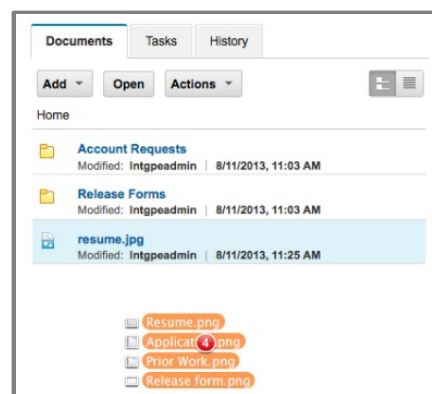 Documents Tasks History
Add Open Actions
Home
Account Requests
Modified: Intgpeadmin | 8/11/2013, 11:03 AM
Release Forms
Modified: Intgpeadmin | 8/11/2013, 11:03 AM
resume.jpg
Modified: Intgpeadmin | 8/11/2013, 11:25 AM
Resume.png
4
Prior Work.png
Release form.png